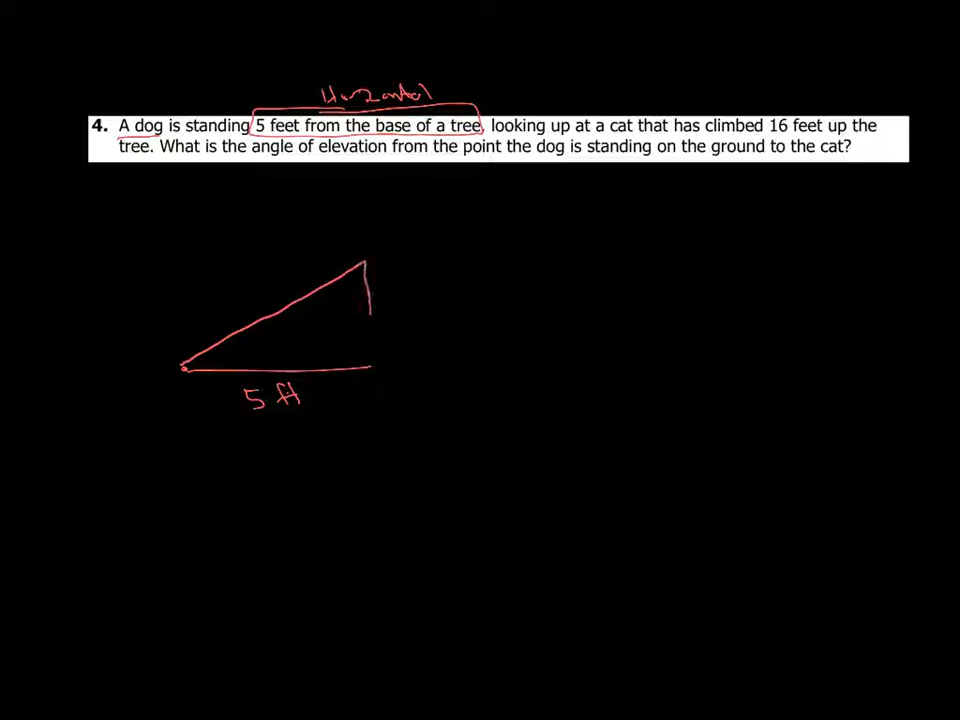 Horizontal
4. A dog is standing 5 feet from the base of a tree, looking up at a cat that has climbed 16 feet up the
tree. What is the angle of elevation from the point the dog is standing on the ground to the cat?
5 ft